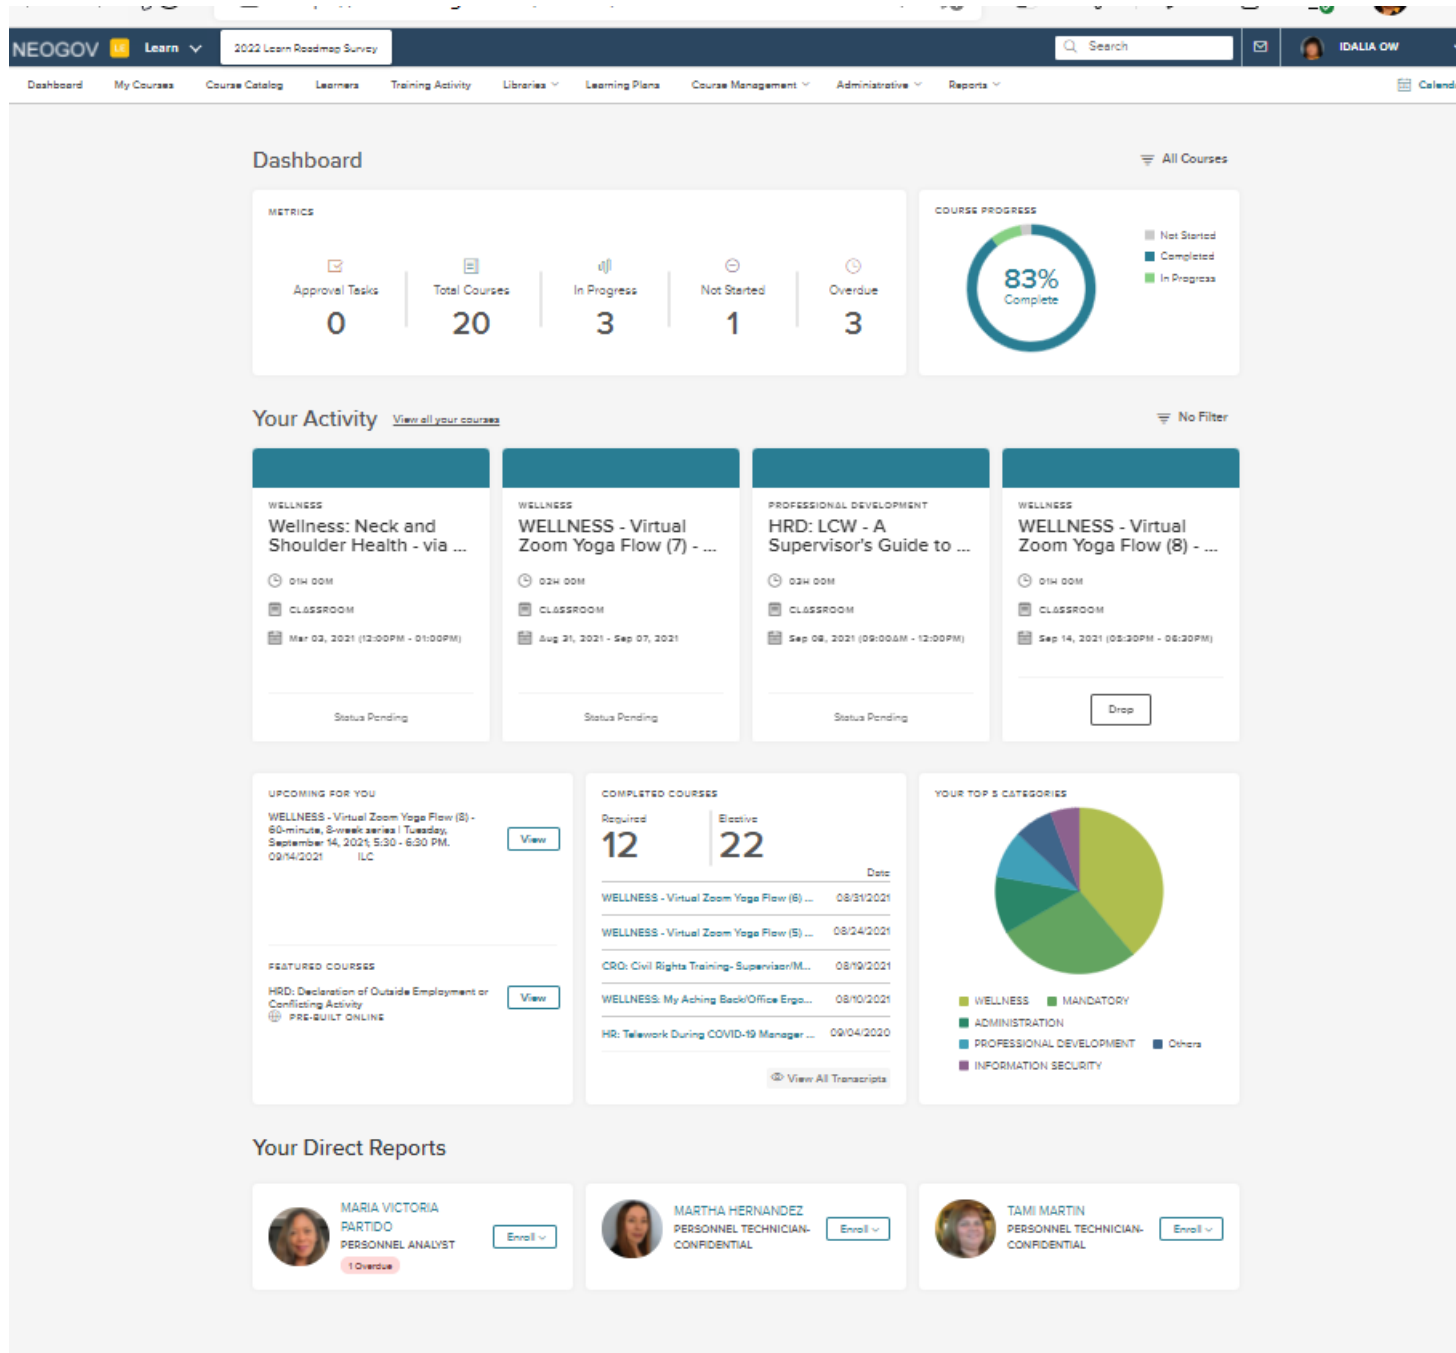 NEOGOV LE Learn 2022 Learn Roadmap Survey Search IDALIA OW
Dashboard My Courses Course Catalog Learners Training Activity Libraries Learning Plans Course Management Administrative Reports Calenda
Dashboard All Courses
METRICS
Approval Tasks Total Courses In Progress Not Started Overdue
0 20 3 1 3
COURSE PROGRESS
83%
Complete
Not Started
Completed
In Progress
Your Activity View all your courses No Filter
WELLNESS
Wellness: Neck and
Shoulder Health - via ...
01H 00M
CLASSROOM
Mar 03, 2021 (12:00PM - 01:00PM)
Status Pending
WELLNESS
WELLNESS - Virtual
Zoom Yoga Flow (7) - ...
02H 00M
CLASSROOM
Aug 31, 2021 - Sep 07, 2021
Status Pending
PROFESSIONAL DEVELOPMENT
HRD: LCW - A
Supervisor's Guide to ...
03H 00M
CLASSROOM
Sep 08, 2021 (09:00AM - 12:00PM)
Status Pending
WELLNESS
WELLNESS - Virtual
Zoom Yoga Flow (8) - ...
01H 00M
CLASSROOM
Sep 14, 2021 (05:30PM - 06:30PM)
Drop
UPCOMING FOR YOU
WELLNESS - Virtual Zoom Yoga Flow (8) -
60-minute, 8-week series | Tuesday,
September 14, 2021; 5:30 - 6:30 PM.
09/14/2021 ILC
View
FEATURED COURSES
HRD: Declaration of Outside Employment or
Conflicting Activity
PRE-BUILT ONLINE
View
COMPLETED COURSES
Required Elective
12 22
Date
WELLNESS - Virtual Zoom Yoga Flow (6) ... 08/31/2021
WELLNESS - Virtual Zoom Yoga Flow (5) ... 08/24/2021
CRO: Civil Rights Training- Supervisor/M... 08/19/2021
WELLNESS: My Aching Back/Office Ergo... 08/10/2021
HR: Telework During COVID-19 Manager ... 09/04/2020
View All Transcripts
YOUR TOP 5 CATEGORIES
WELLNESS MANDATORY
ADMINISTRATION
PROFESSIONAL DEVELOPMENT Others
INFORMATION SECURITY
Your Direct Reports
MARIA VICTORIA
PARTIDO
PERSONNEL ANALYST
1 Overdue
Enroll
MARTHA HERNANDEZ
PERSONNEL TECHNICIAN-
CONFIDENTIAL
Enroll
TAMI MARTIN
PERSONNEL TECHNICIAN-
CONFIDENTIAL
Enroll